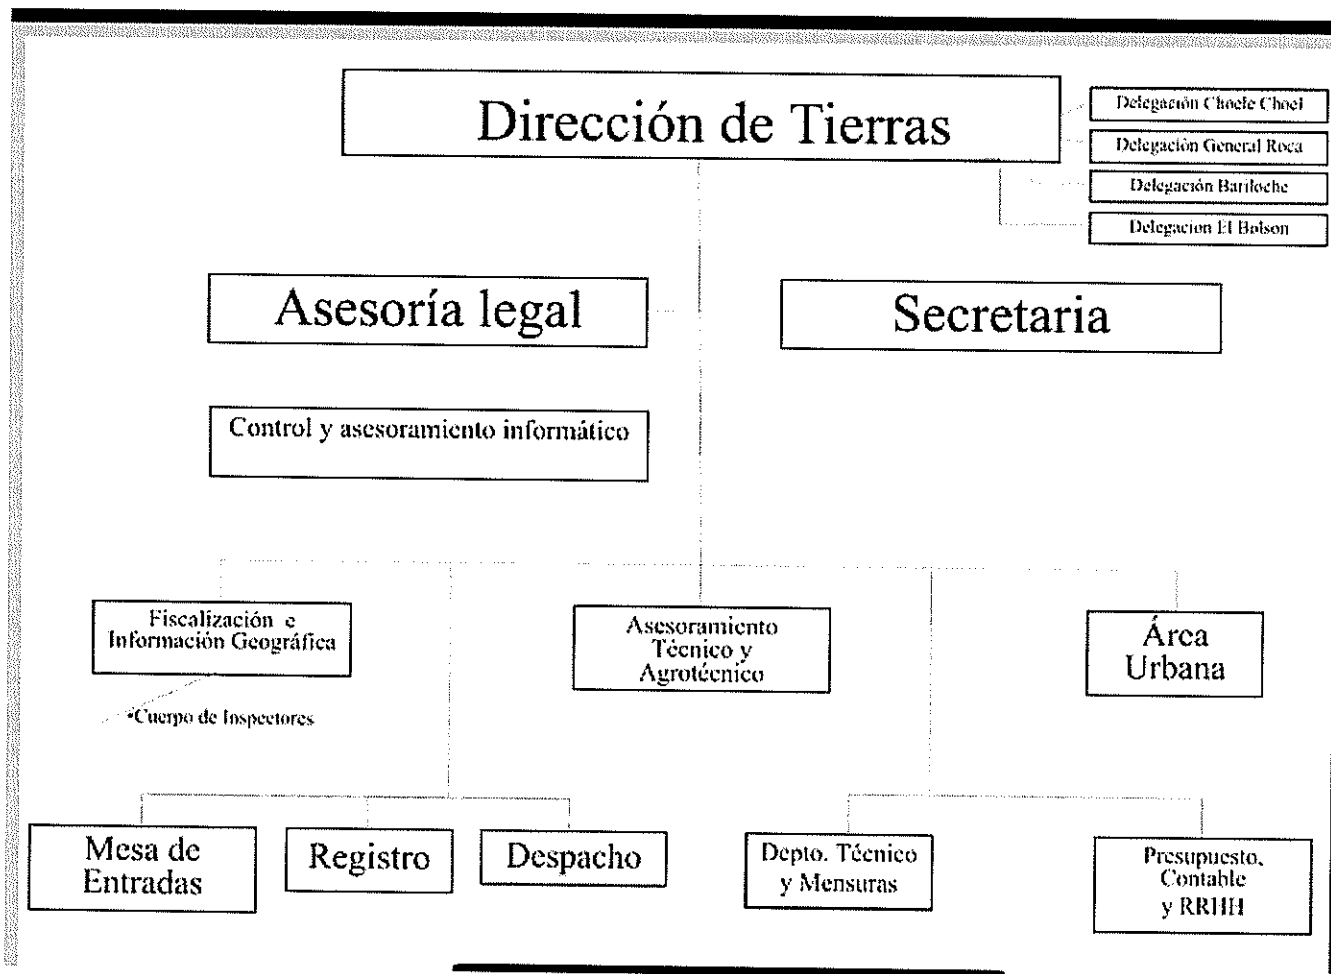 Dirección de Tierras
Delegación Choele Choel
Delegación General Roca
Delegación Bariloche
Delegacion El Bolson
Asesoría legal
Secretaria
Control y asesoramiento informático
Fiscalización e
Información Geográfica
•Cuerpo de Inspectores
Asesoramiento
Técnico y
Agrotécnico
Área
Urbana
Mesa de
Entradas
Registro
Despacho
Depto. Técnico
y Mensuras
Presupuesto,
Contable
y RRHH